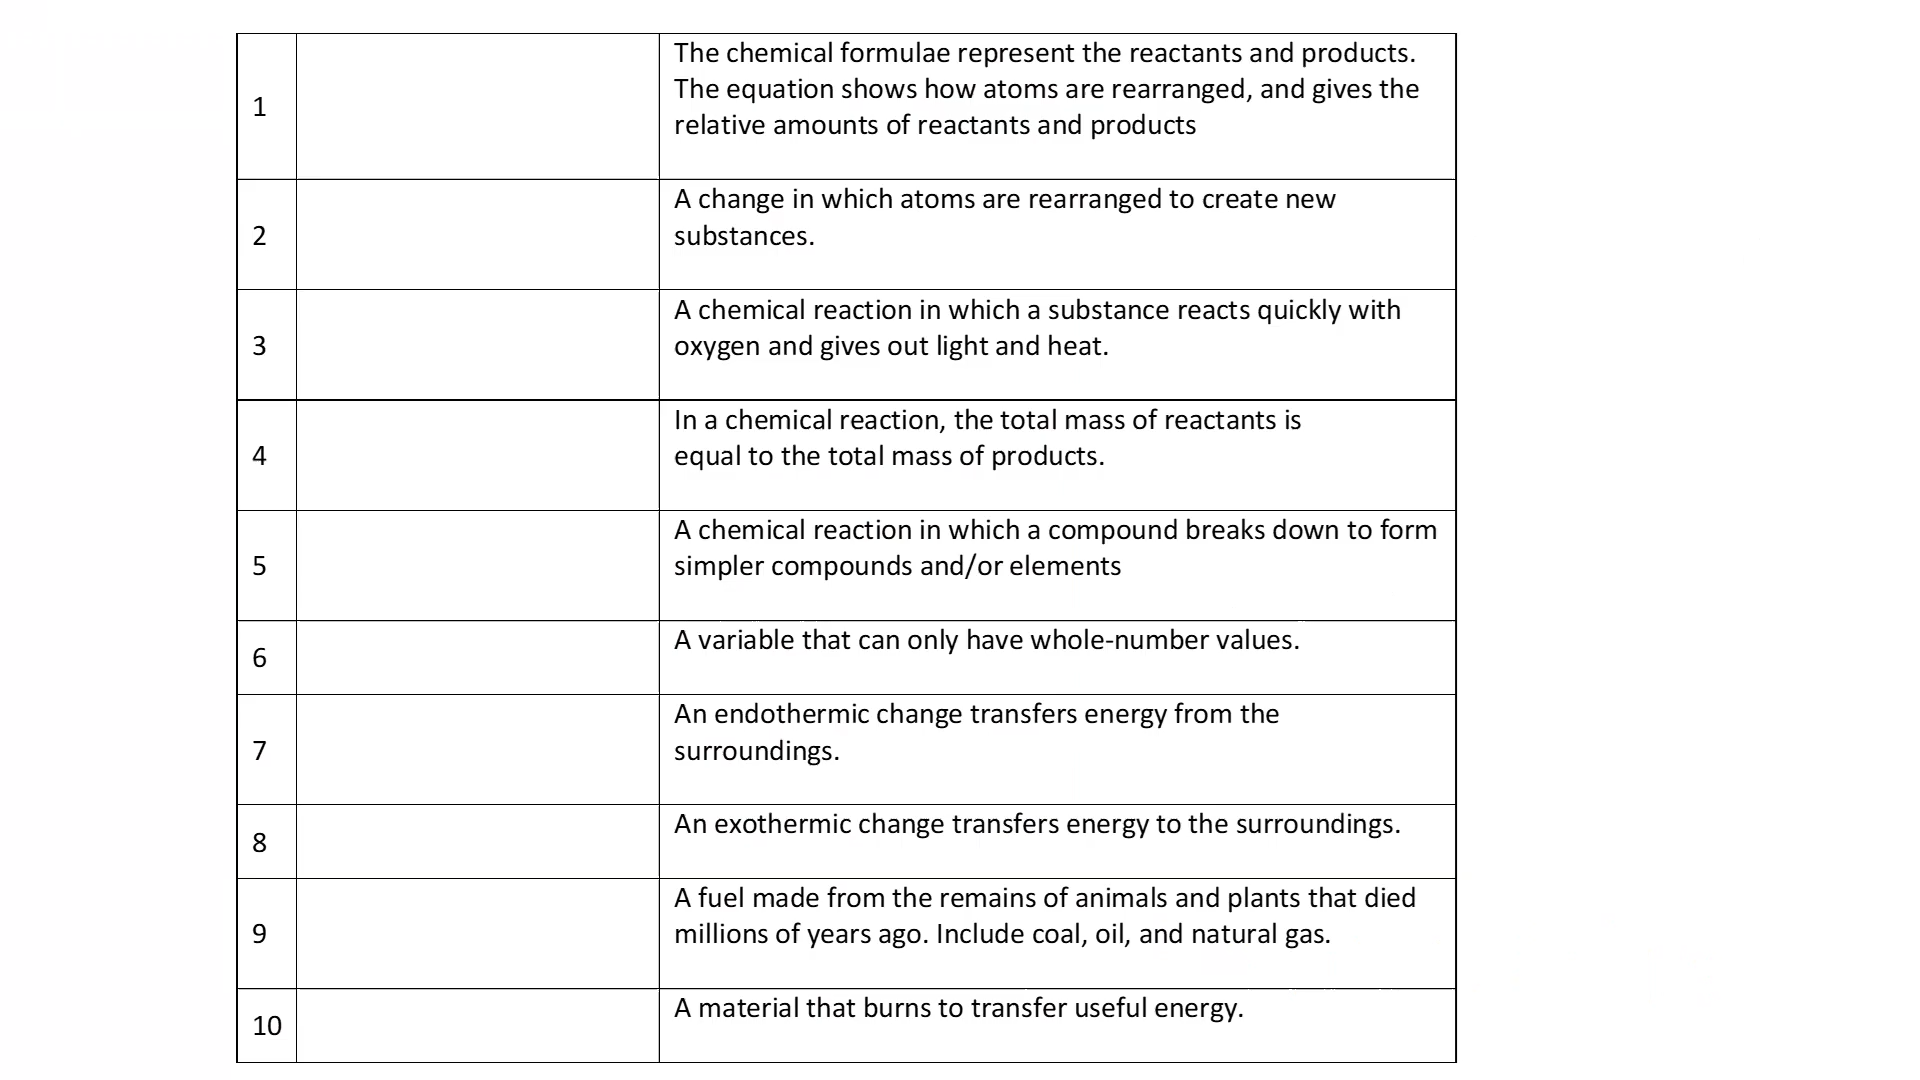 1
The chemical formulae represent the reactants and products.
The equation shows how atoms are rearranged, and gives the
relative amounts of reactants and products
2
A change in which atoms are rearranged to create new
substances.
3
A chemical reaction in which a substance reacts quickly with
oxygen and gives out light and heat.
4
In a chemical reaction, the total mass of reactants is
equal to the total mass of products.
5
A chemical reaction in which a compound breaks down to form
simpler compounds and/or elements
6
A variable that can only have whole-number values.
7
An endothermic change transfers energy from the
surroundings.
8
An exothermic change transfers energy to the surroundings.
9
A fuel made from the remains of animals and plants that died
millions of years ago. Include coal, oil, and natural gas.
10
A material that burns to transfer useful energy.